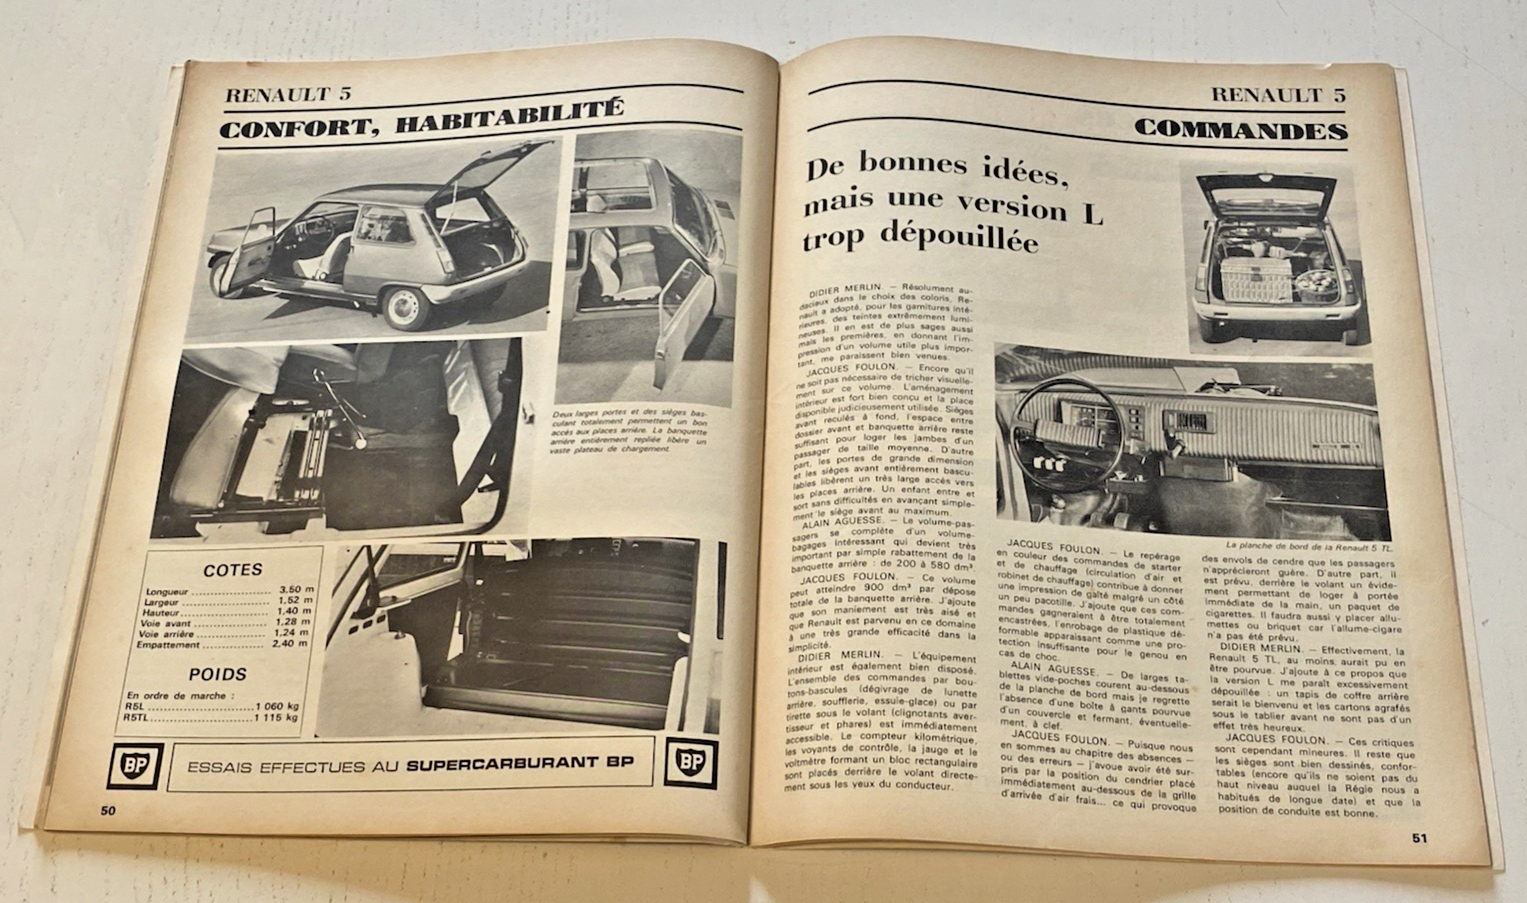 RENAULT 5
CONFORT, HABITABILITÉ
Deux larges portes et des sièges bas-
culant totalement permettent un bon
accès aux places arrière. La banquette
arrière entièrement repliée libère un
vaste plateau de chargement.
COTES
Longueur 3,50 m
Largeur 1,52 m
Hauteur 1,40 m
Voie avant 1,28 m
Voie arrière 1,24 m
Empattement 2,40 m
POIDS
En ordre de marche :
R5L 1 060 kg
R5TL 1 115 kg
BP
ESSAIS EFFECTUES AU SUPERCARBURANT BP
BP
50
RENAULT 5
COMMANDES
De bonnes idées,
mais une version L
trop dépouillée
DIDIER MERLIN. — Résolument au-
dacieux dans le choix des coloris, Re-
nault a adopté, pour les garnitures inté-
rieures, des teintes extrêmement lumi-
neuses. Il en est de plus sages aussi
mais les premières, en donnant l'im-
pression d'un volume utile plus impor-
tant, me paraissent bien venues.
JACQUES FOULON. — Encore qu'il
ne soit pas nécessaire de tricher visuelle-
ment sur ce volume. L'aménagement
intérieur est fort bien conçu et la place
disponible judicieusement utilisée. Sièges
avant reculés à fond, l'espace entre
dossier avant et banquette arrière reste
suffisant pour loger les jambes d'un
passager de taille moyenne. D'autre
part, les portes de grande dimension
et les sièges avant entièrement bascu-
lables libèrent un très large accès vers
les places arrière. Un enfant entre et
sort sans difficultés en avançant simple-
ment le siège avant au maximum.
ALAIN AGUESSE. — Le volume-pas-
sagers se complète d'un volume-
bagages intéressant qui devient très
important par simple rabattement de la
banquette arrière : de 200 à 580 dm³.
JACQUES FOULON. — Ce volume
peut atteindre 900 dm³ par dépose
totale de la banquette arrière. J'ajoute
que son maniement est très aisé et
que Renault est parvenu en ce domaine
à une très grande efficacité dans la
simplicité.
DIDIER MERLIN. — L'équipement
intérieur est également bien disposé.
L'ensemble des commandes par bou-
tons-bascules (dégivrage de lunette
arrière, soufflerie, essuie-glace) ou par
tirette sous le volant (clignotants aver-
tisseur et phares) est immédiatement
accessible. Le compteur kilométrique,
les voyants de contrôle, la jauge et le
voltmètre formant un bloc rectangulaire
sont placés derrière le volant directe-
ment sous les yeux du conducteur.
La planche de bord de la Renault 5 TL.
JACQUES FOULON. — Le repérage
en couleur des commandes de starter
et de chauffage (circulation d'air et
robinet de chauffage) contribue à donner
une impression de gaîté malgré un côté
un peu pacotille. J'ajoute que ces com-
mandes gagneraient à être totalement
encastrées, l'enrobage de plastique dé-
formable apparaissant comme une pro-
tection insuffisante pour le genou en
cas de choc.
ALAIN AGUESSE. — De larges ta-
blettes vide-poches courent au-dessous
de la planche de bord mais je regrette
l'absence d'une boîte à gants pourvue
d'un couvercle et fermant, éventuelle-
ment, à clef.
JACQUES FOULON. — Puisque nous
en sommes au chapitre des absences —
ou des erreurs — j'avoue avoir été sur-
pris par la position du cendrier placé
immédiatement au-dessous de la grille
d'arrivée d'air frais... ce qui provoque
des envols de cendre que les passagers
n'apprécieront guère. D'autre part, il
est prévu, derrière le volant un évide-
ment permettant de loger à portée
immédiate de la main, un paquet de
cigarettes. Il faudra aussi y placer allu-
mettes ou briquet car l'allume-cigare
n'a pas été prévu.
DIDIER MERLIN. — Effectivement, la
Renault 5 TL, au moins, aurait pu en
être pourvue. J'ajoute à ce propos que
la version L me paraît excessivement
dépouillée : un tapis de coffre arrière
serait le bienvenu et les cartons agrafés
sous le tablier avant ne sont pas d'un
effet très heureux.
JACQUES FOULON. — Ces critiques
sont cependant mineures. Il reste que
les sièges sont bien dessinés, confor-
tables (encore qu'ils ne soient pas du
haut niveau auquel la Régie nous a
habitués de longue date) et que la
position de conduite est bonne.
51